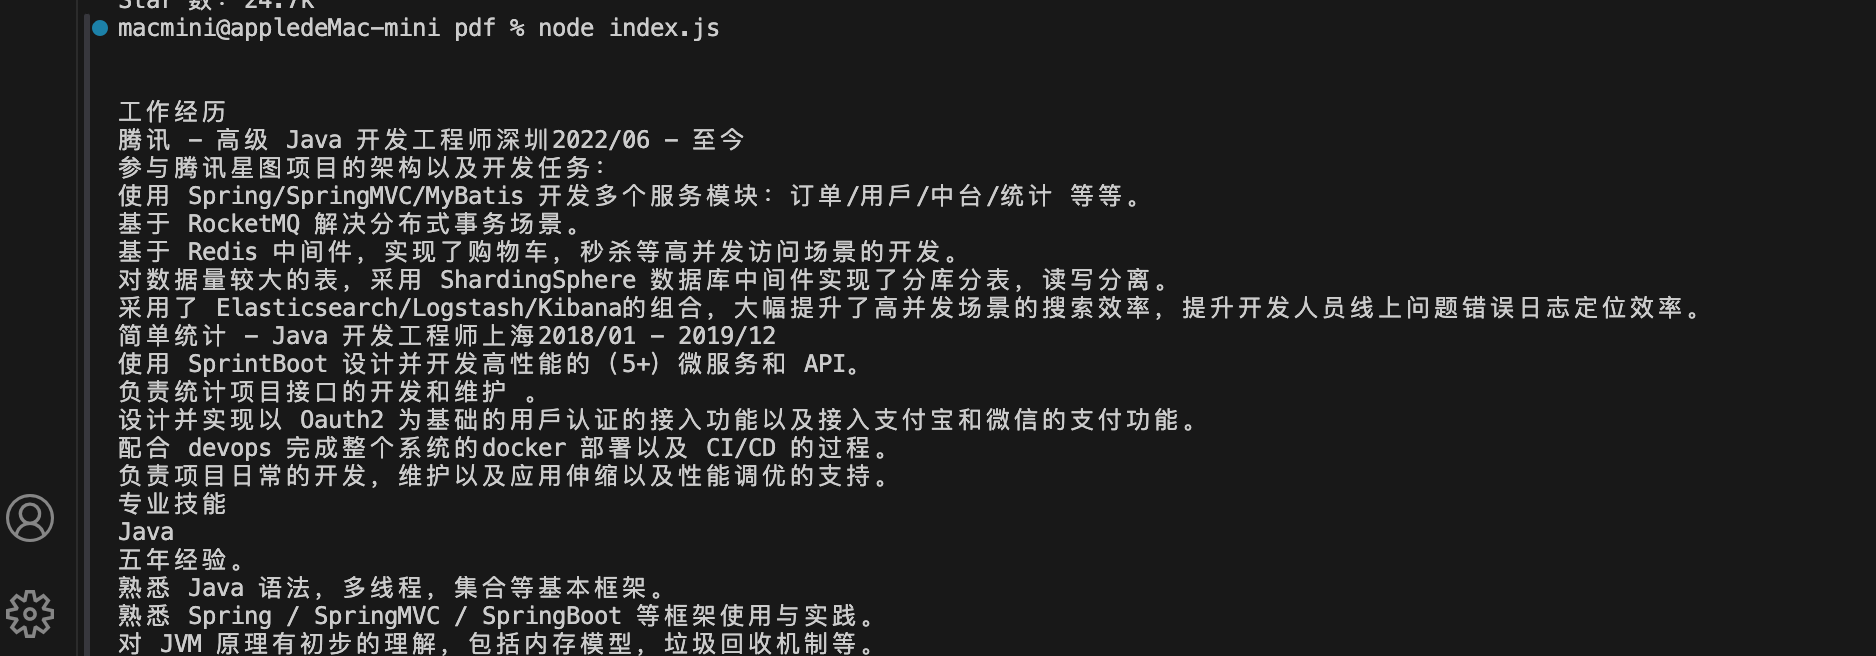 Star 数: 24.7K
macmini@appledeMac-mini pdf % node index.js
工作经历
腾讯 - 高级 Java 开发工程师深圳2022/06 - 至今
参与腾讯星图项目的架构以及开发任务：
使用 Spring/SpringMVC/MyBatis 开发多个服务模块：订单/用戶/中台/统计 等等。
基于 RocketMQ 解决分布式事务场景。
基于 Redis 中间件，实现了购物车，秒杀等高并发访问场景的开发。
对数据量较大的表，采用 ShardingSphere 数据库中间件实现了分库分表，读写分离。
采用了 Elasticsearch/Logstash/Kibana的组合，大幅提升了高并发场景的搜索效率，提升开发人员线上问题错误日志定位效率。
简单统计 - Java 开发工程师上海2018/01 - 2019/12
使用 SprintBoot 设计并开发高性能的（5+）微服务和 API。
负责统计项目接口的开发和维护 。
设计并实现以 Oauth2 为基础的用戶认证的接入功能以及接入支付宝和微信的支付功能。
配合 devops 完成整个系统的docker 部署以及 CI/CD 的过程。
负责项目日常的开发，维护以及应用伸缩以及性能调优的支持。
专业技能
Java
五年经验。
熟悉 Java 语法，多线程，集合等基本框架。
熟悉 Spring / SpringMVC / SpringBoot 等框架使用与实践。
对 JVM 原理有初步的理解，包括内存模型，垃圾回收机制等。